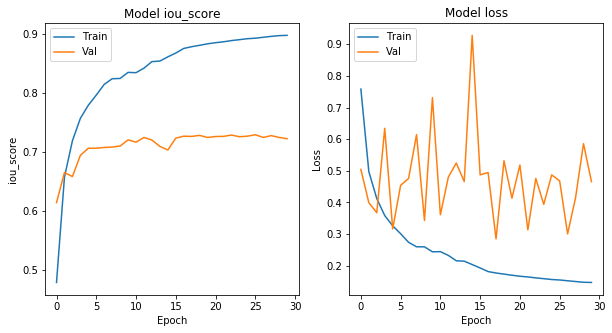 Model iou_score
Train
Val
iou_score
0.9
0.8
0.7
0.6
0.5
0 5 10 15 20 25 30
Epoch
Model loss
Train
Val
Loss
0.9
0.8
0.7
0.6
0.5
0.4
0.3
0.2
0 5 10 15 20 25 30
Epoch